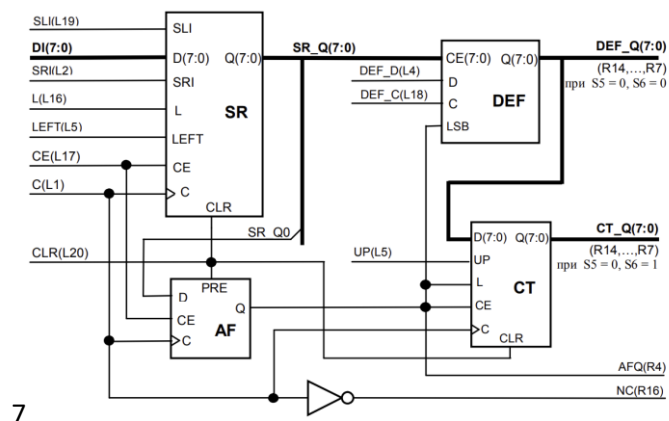 SLI(L19)
SLI
DI(7:0)
D(7:0)
Q(7:0)
SR_Q(7:0)
CE(7:0)
Q(7:0)
DEF_Q(7:0)
SRI(L2)
SRI
DEF_D(L4)
D
(R14,...,R7)
при S5 = 0, S6 = 0
L(L16)
L
SR
DEF_C(L18)
C
DEF
LEFT(L5)
LEFT
LSB
CE(L17)
CE
C(L1)
C
CLR
SR_Q0
D(7:0)
Q(7:0)
CT_Q(7:0)
CLR(L20)
UP(L5)
UP
(R14,...,R7)
при S5 = 0, S6 = 1
PRE
L
CT
D
Q
CE
CE
AF
C
C
CLR
AFQ(R4)
NC(R16)
7